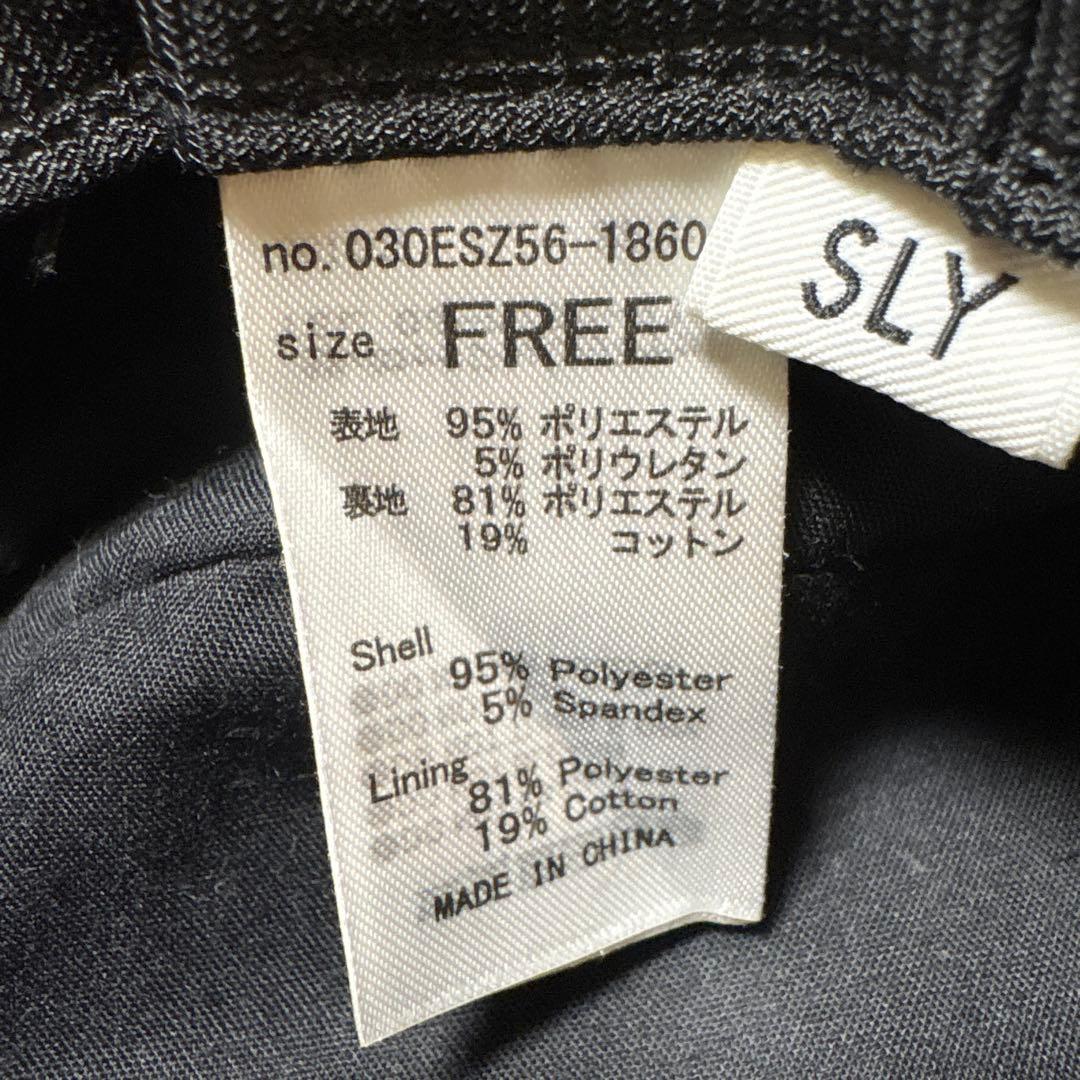 no. 030ESZ56-1860
SLY
size FREE
表地 95% ポリエステル
5% ポリウレタン
裏地 81% ポリエステル
19% コットン
Shell
95% Polyester
5% Spandex
Lining
81% Polyester
19% Cotton
MADE IN CHINA